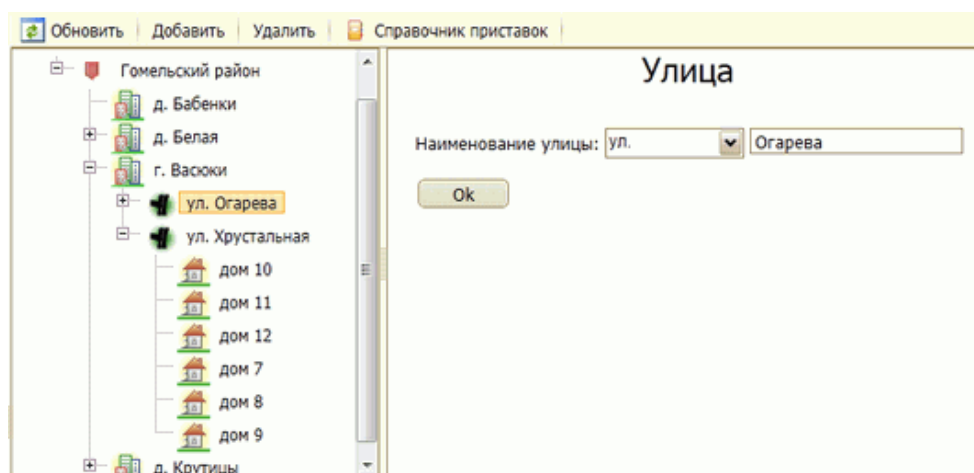 Обновить Добавить Удалить Справочник приставок
Гомельский район
д. Бабенки
д. Белая
г. Васюки
ул. Огарева
ул. Хрустальная
дом 10
дом 11
дом 12
дом 7
дом 8
дом 9
д. Крутицы
Улица
Наименование улицы: ул. Огарева
Ok